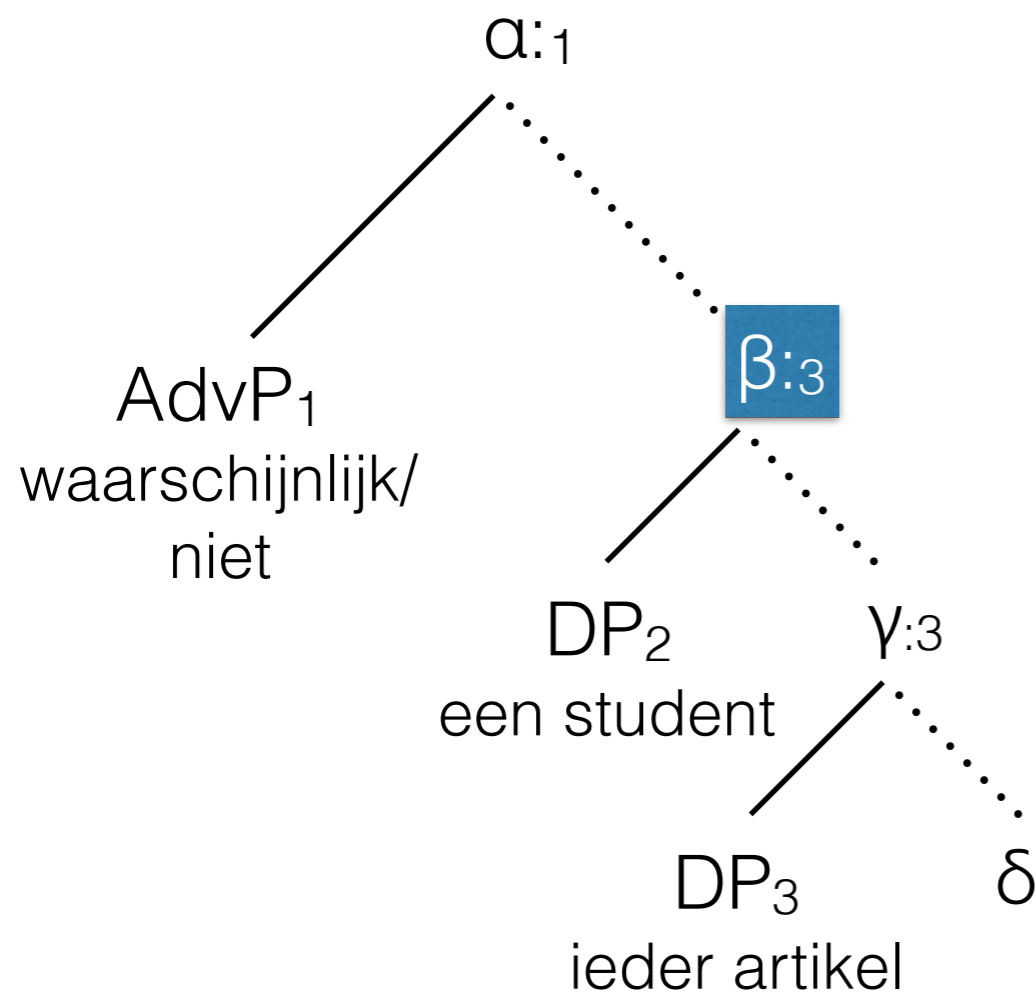 α:₁
β:₃
AdvP₁
waarschijnlijk/
niet
DP₂
γ:₃
een student
DP₃
δ
ieder artikel